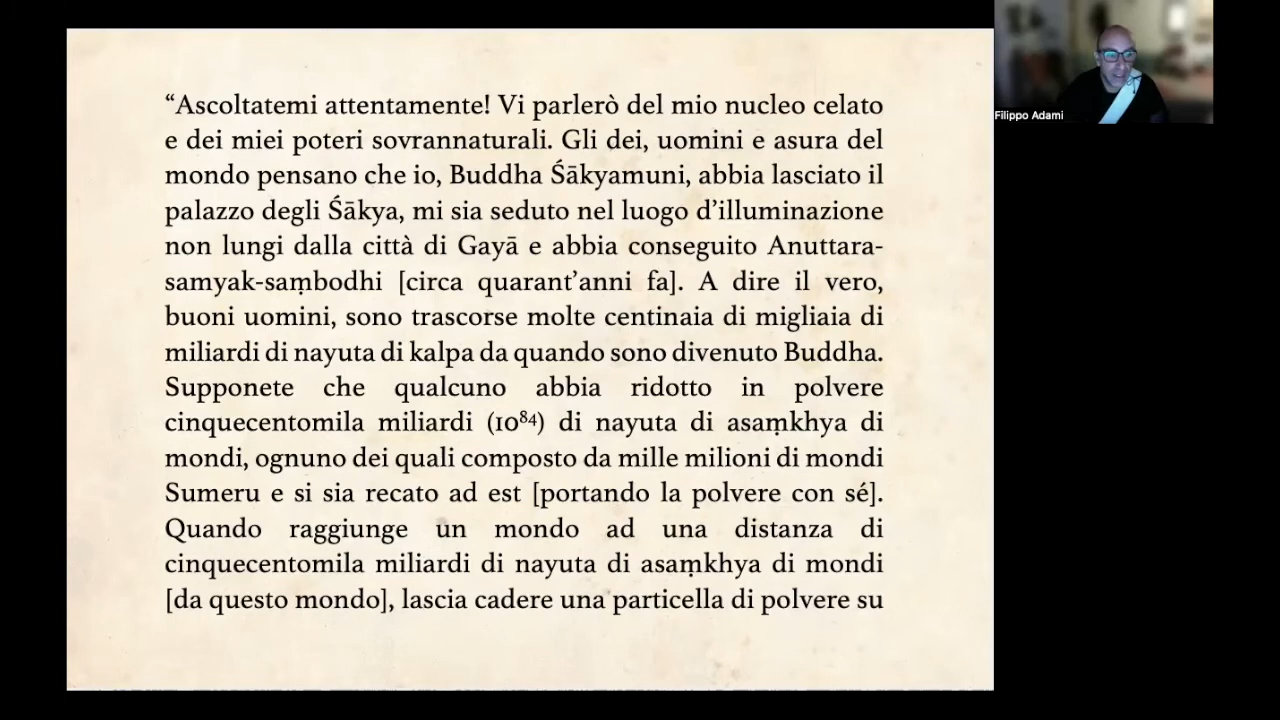 “Ascoltatemi attentamente! Vi parlerò del mio nucleo celato
e dei miei poteri sovrannaturali. Gli dei, uomini e asura del
mondo pensano che io, Buddha Śākyamuni, abbia lasciato il
palazzo degli Śākya, mi sia seduto nel luogo d’illuminazione
non lungi dalla città di Gayā e abbia conseguito Anuttara-
samyak-saṃbodhi [circa quarant’anni fa]. A dire il vero,
buoni uomini, sono trascorse molte centinaia di migliaia di
miliardi di nayuta di kalpa da quando sono divenuto Buddha.
Supponete che qualcuno abbia ridotto in polvere
cinquecentomila miliardi (10⁸⁴) di nayuta di asaṃkhya di
mondi, ognuno dei quali composto da mille milioni di mondi
Sumeru e si sia recato ad est [portando la polvere con sé].
Quando raggiunge un mondo ad una distanza di
cinquecentomila miliardi di nayuta di asaṃkhya di mondi
[da questo mondo], lascia cadere una particella di polvere su
Filippo Adami